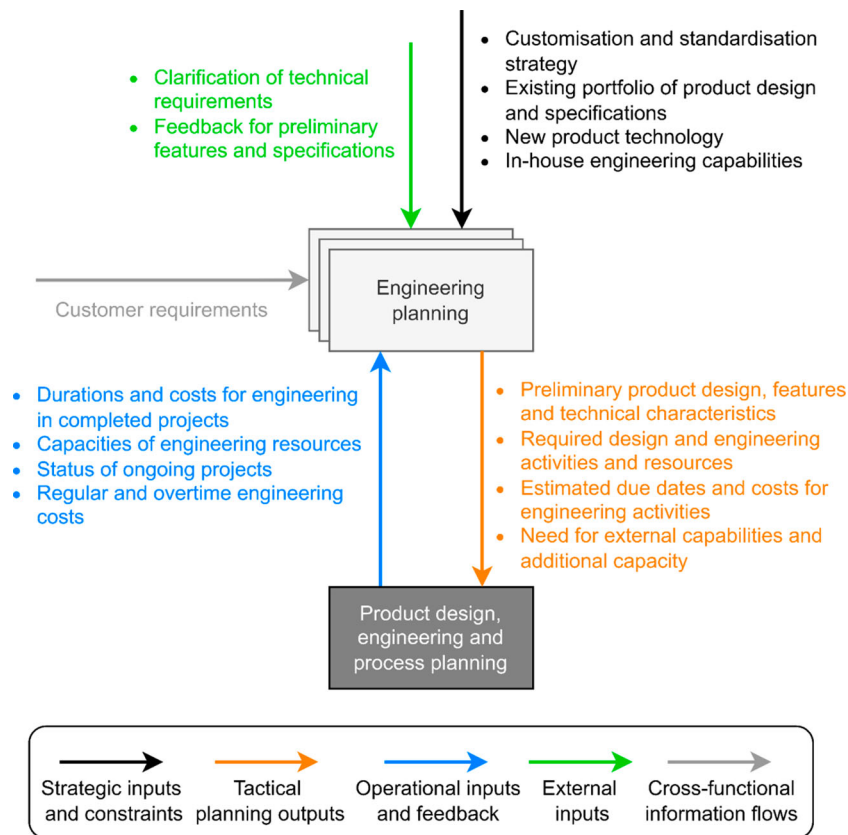 • Clarification of technical
requirements
• Feedback for preliminary
features and specifications
• Customisation and standardisation
strategy
• Existing portfolio of product design
and specifications
• New product technology
• In-house engineering capabilities
Customer requirements
Engineering
planning
• Durations and costs for engineering
in completed projects
• Capacities of engineering resources
• Status of ongoing projects
• Regular and overtime engineering
costs
• Preliminary product design, features
and technical characteristics
• Required design and engineering
activities and resources
• Estimated due dates and costs for
engineering activities
• Need for external capabilities and
additional capacity
Product design,
engineering and
process planning
Strategic inputs
and constraints
Tactical
planning outputs
Operational inputs
and feedback
External
inputs
Cross-functional
information flows